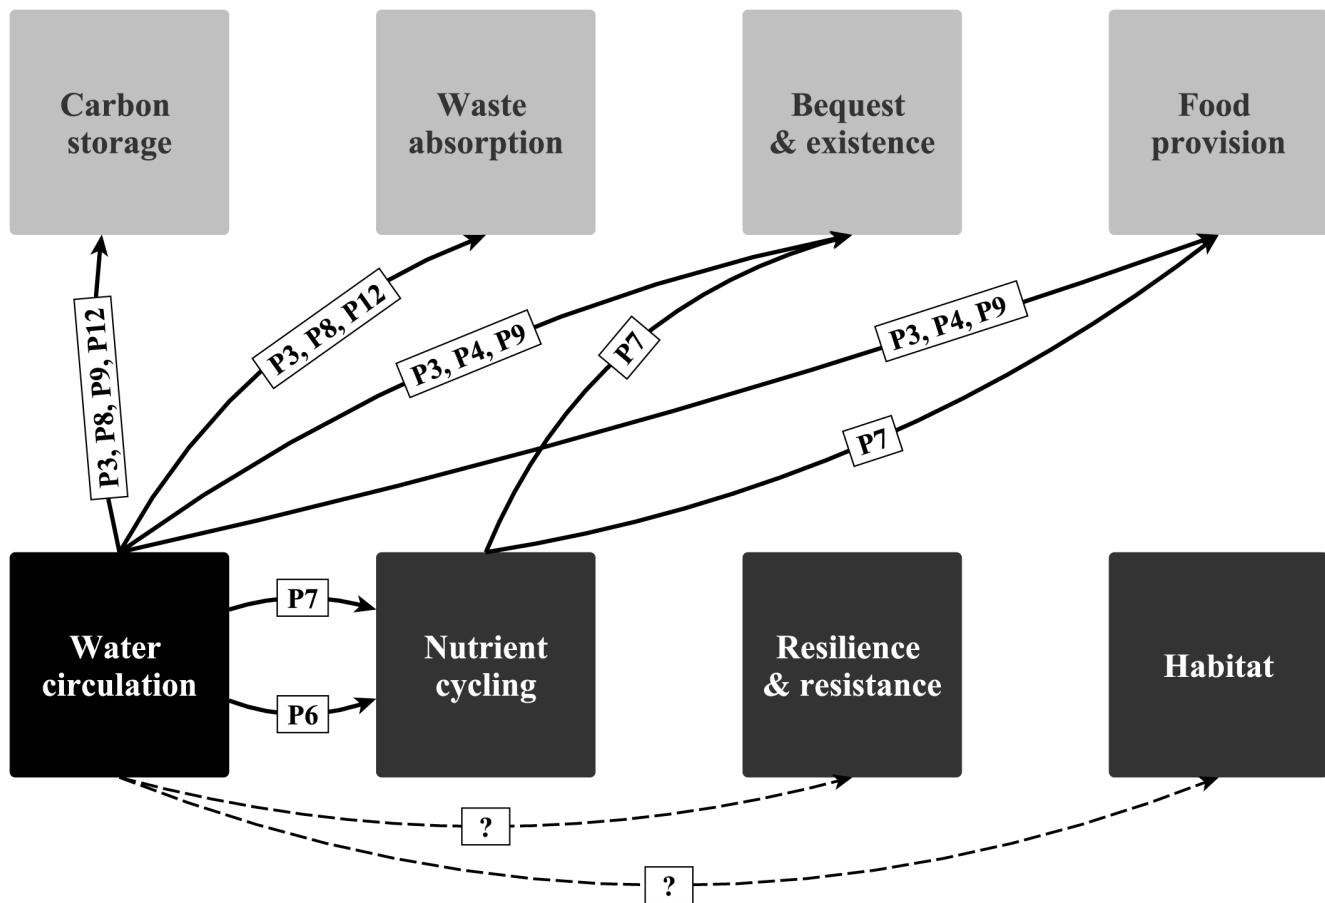 Carbon
storage
Waste
absorption
Bequest
& existence
Food
provision
P3, P8, P9, P12
P3, P8, P12
P3, P4, P9
P7
P3, P4, P9
P7
Water
circulation
P7
P6
Nutrient
cycling
Resilience
& resistance
Habitat
?
?